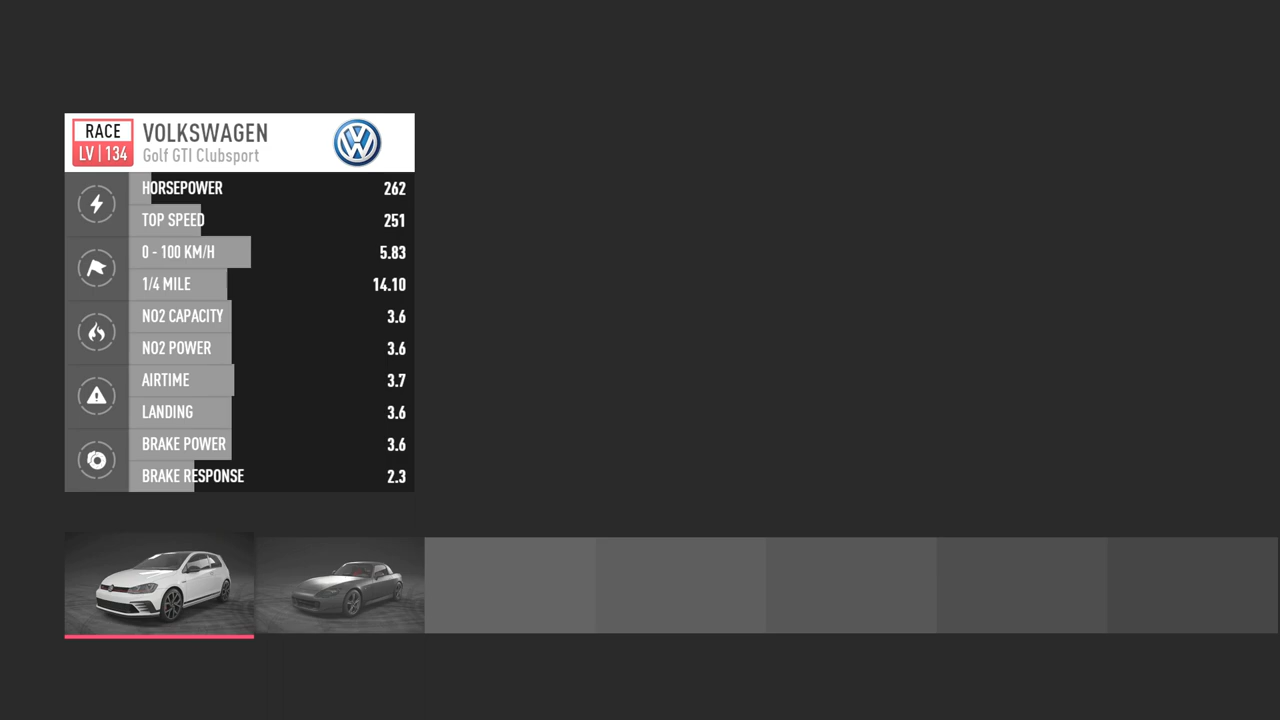 RACE
LV | 134
VOLKSWAGEN
Golf GTI Clubsport
HORSEPOWER 262
TOP SPEED 251
0 - 100 KM/H 5.83
1/4 MILE 14.10
NO2 CAPACITY 3.6
NO2 POWER 3.6
AIRTIME 3.7
LANDING 3.6
BRAKE POWER 3.6
BRAKE RESPONSE 2.3